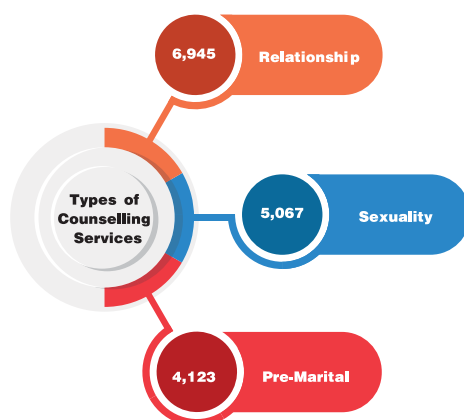 6,945
Relationship
Types of
Counselling
Services
5,067
Sexuality
4,123
Pre-Marital